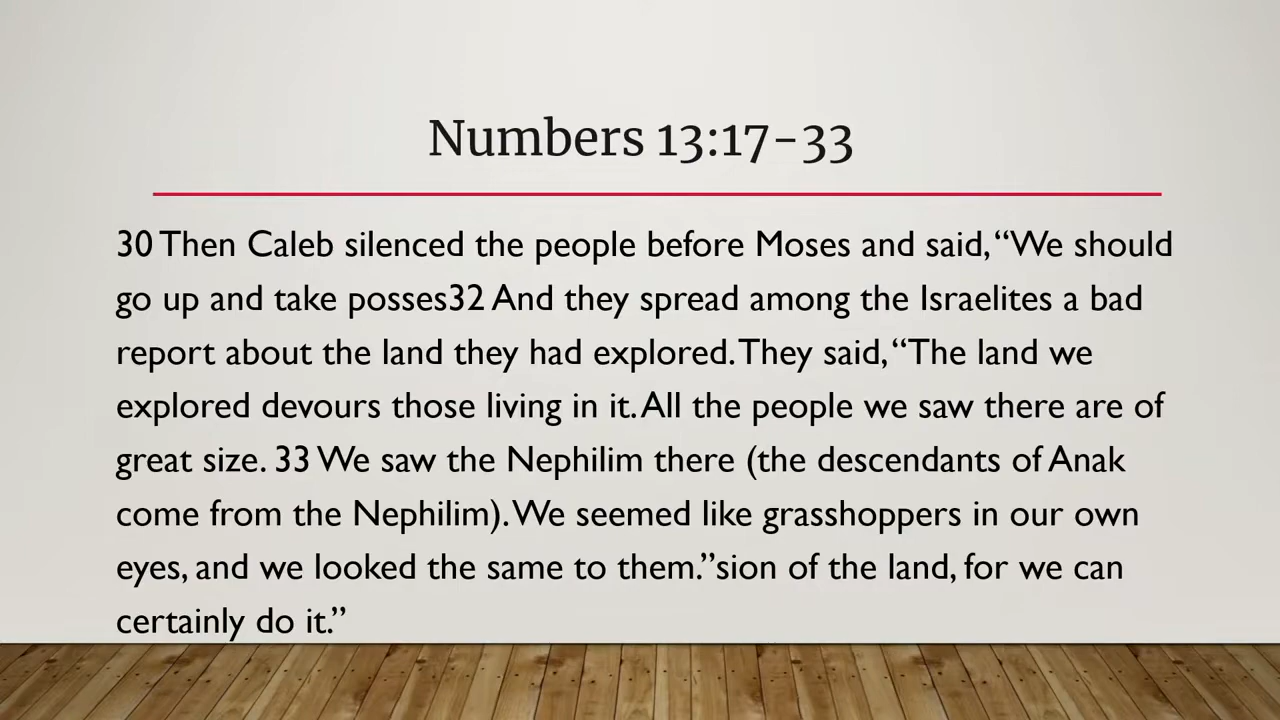 Numbers 13:17-33
30 Then Caleb silenced the people before Moses and said, “We should
go up and take posses32 And they spread among the Israelites a bad
report about the land they had explored. They said, “The land we
explored devours those living in it. All the people we saw there are of
great size. 33 We saw the Nephilim there (the descendants of Anak
come from the Nephilim). We seemed like grasshoppers in our own
eyes, and we looked the same to them.”sion of the land, for we can
certainly do it.”